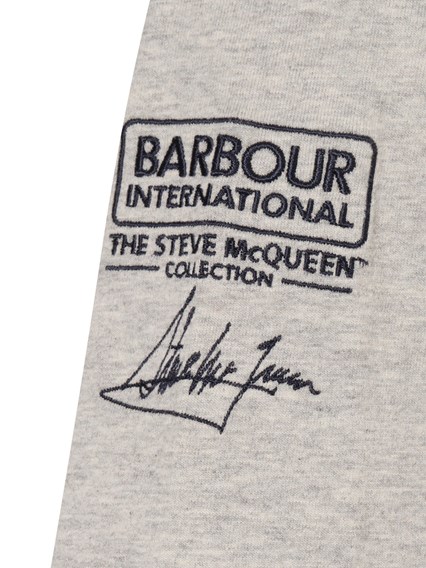 BARBOUR
INTERNATIONAL
THE STEVE McQUEEN™
COLLECTION